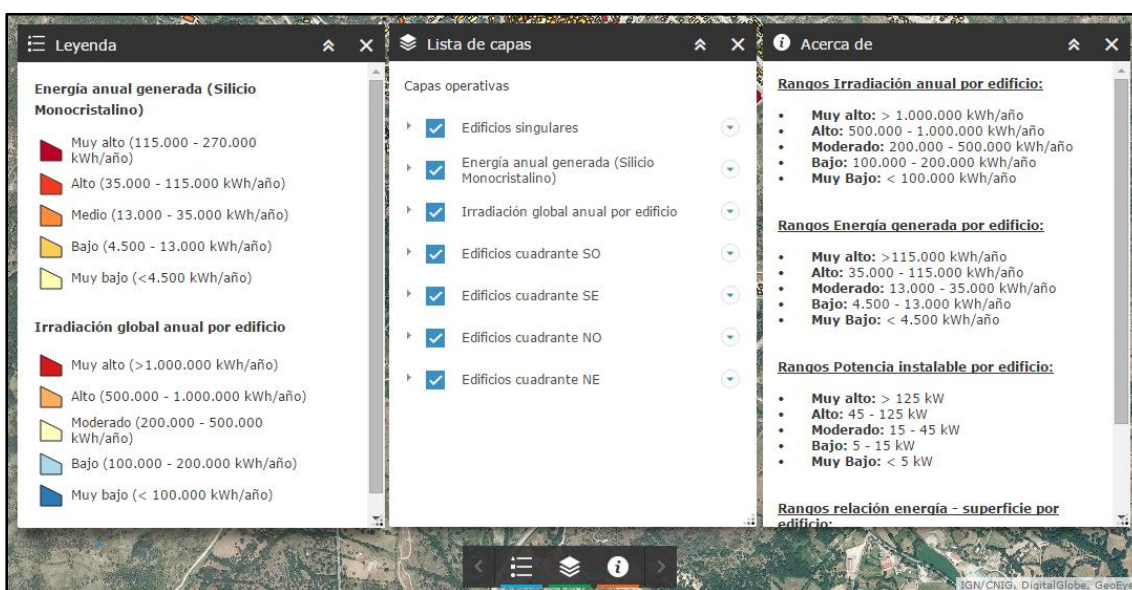 Leyenda
Energía anual generada (Silicio
Monocristalino)
Muy alto (115.000 - 270.000
kWh/año)
Alto (35.000 - 115.000 kWh/año)
Medio (13.000 - 35.000 kWh/año)
Bajo (4.500 - 13.000 kWh/año)
Muy bajo (<4.500 kWh/año)
Irradiación global anual por edificio
Muy alto (>1.000.000 kWh/año)
Alto (500.000 - 1.000.000 kWh/año)
Moderado (200.000 - 500.000
kWh/año)
Bajo (100.000 - 200.000 kWh/año)
Muy bajo (< 100.000 kWh/año)
Lista de capas
Capas operativas
Edificios singulares
Energía anual generada (Silicio
Monocristalino)
Irradiación global anual por edificio
Edificios cuadrante SO
Edificios cuadrante SE
Edificios cuadrante NO
Edificios cuadrante NE
Acerca de
Rangos Irradiación anual por edificio:
• Muy alto: > 1.000.000 kWh/año
• Alto: 500.000 - 1.000.000 kWh/año
• Moderado: 200.000 - 500.000 kWh/año
• Bajo: 100.000 - 200.000 kWh/año
• Muy Bajo: < 100.000 kWh/año
Rangos Energía generada por edificio:
• Muy alto: >115.000 kWh/año
• Alto: 35.000 - 115.000 kWh/año
• Moderado: 13.000 - 35.000 kWh/año
• Bajo: 4.500 - 13.000 kWh/año
• Muy Bajo: < 4.500 kWh/año
Rangos Potencia instalable por edificio:
• Muy alto: > 125 kW
• Alto: 45 - 125 kW
• Moderado: 15 - 45 kW
• Bajo: 5 - 15 kW
• Muy Bajo: < 5 kW
Rangos relación energía - superficie por
edificio:
IGN/CNIG, DigitalGlobe, GeoEye